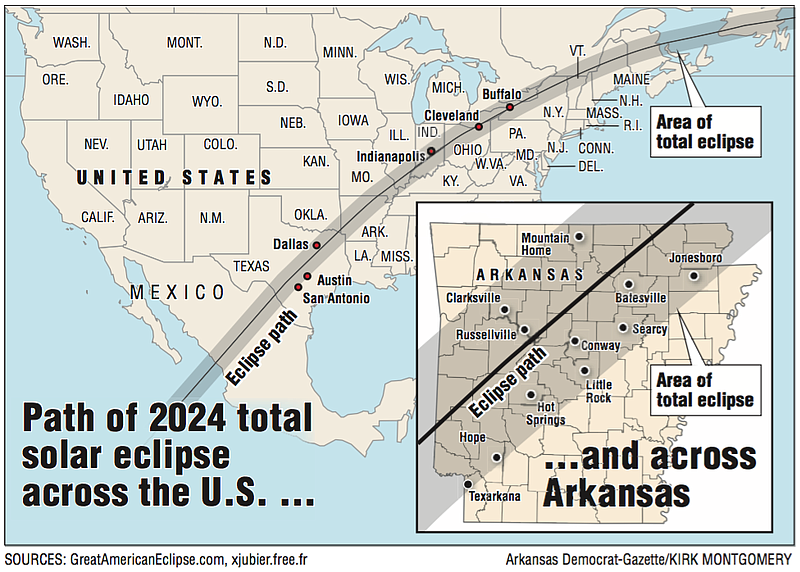 WASH.
MONT.
N.D.
MINN.
VT.
ORE.
IDAHO
WYO.
S.D.
WIS.
MICH.
MAINE
Buffalo
N.H.
NEB.
IOWA
Cleveland
N.Y.
MASS.
R.I.
Area of
total eclipse
NEV.
UTAH
COLO.
ILL.
IND.
OHIO
PA.
N.J.
CONN.
KAN.
MO.
Indianapolis
W.VA.
MD.
DEL.
UNITED STATES
KY.
VA.
CALIF.
ARIZ.
N.M.
OKLA.
ARK.
Dallas
TEXAS
LA.
MISS.
Austin
San Antonio
MEXICO
Eclipse path
Path of 2024 total
solar eclipse
across the U.S. ...
Mountain
Home
Jonesboro
ARKANSAS
Clarksville
Batesville
Russellville
Searcy
Conway
Eclipse path
Little
Rock
Area of
total eclipse
Hot
Springs
Hope
Texarkana
...and across
Arkansas
SOURCES: GreatAmericanEclipse.com, xjubier.free.fr
Arkansas Democrat-Gazette/KIRK MONTGOMERY